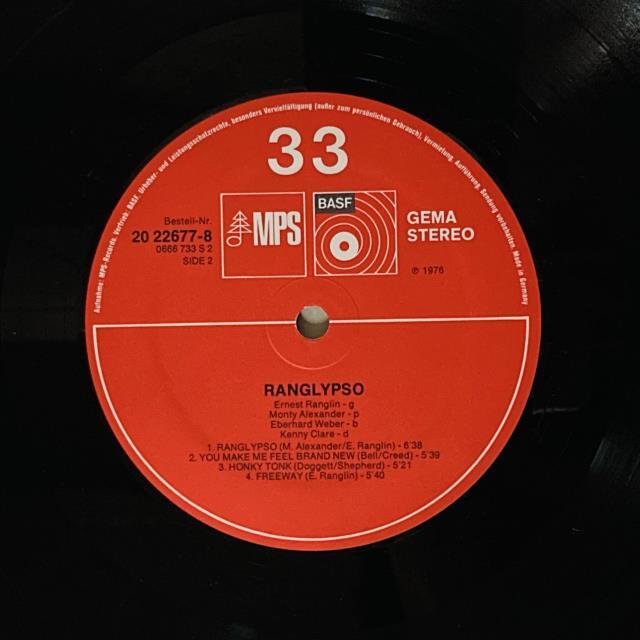 Aufnahme: MPS-Records. Vertrieb: BASF. Urheber- und Leistungsschutzrechte, besonders Vervielfältigung (außer zum persönlichen Gebrauch), Vermietung, Aufführung, Sendung vorbehalten. Made in Germany
33
Bestell-Nr.
20 22677-8
0666 733 S 2
SIDE 2
MPS
BASF
GEMA
STEREO
℗ 1976
RANGLYPSO
Ernest Ranglin - g
Monty Alexander - p
Eberhard Weber - b
Kenny Clare - d
1. RANGLYPSO (M. Alexander/E. Ranglin) - 6'38
2. YOU MAKE ME FEEL BRAND NEW (Bell/Creed) - 5'39
3. HONKY TONK (Doggett/Shepherd) - 5'21
4. FREEWAY (E. Ranglin) - 5'40